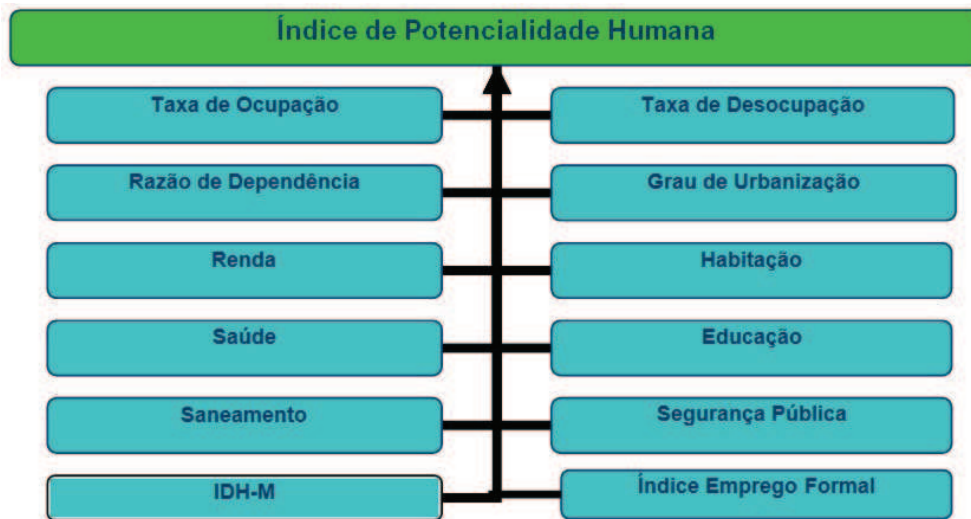 Índice de Potencialidade Humana
Taxa de Ocupação
Taxa de Desocupação
Razão de Dependência
Grau de Urbanização
Renda
Habitação
Saúde
Educação
Saneamento
Segurança Pública
IDH-M
Índice Emprego Formal